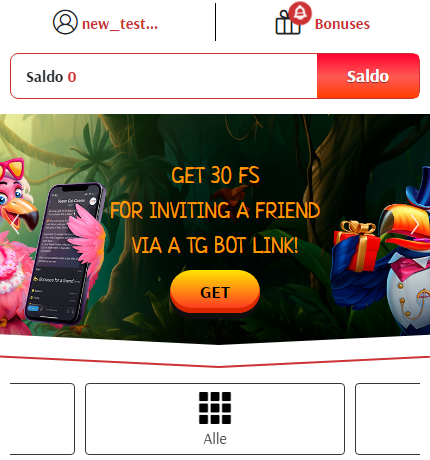 new_test...
Bonuses
Saldo 0
Saldo
GET 30 FS
FOR INVITING A FRIEND
VIA A TG BOT LINK!
GET
Alle